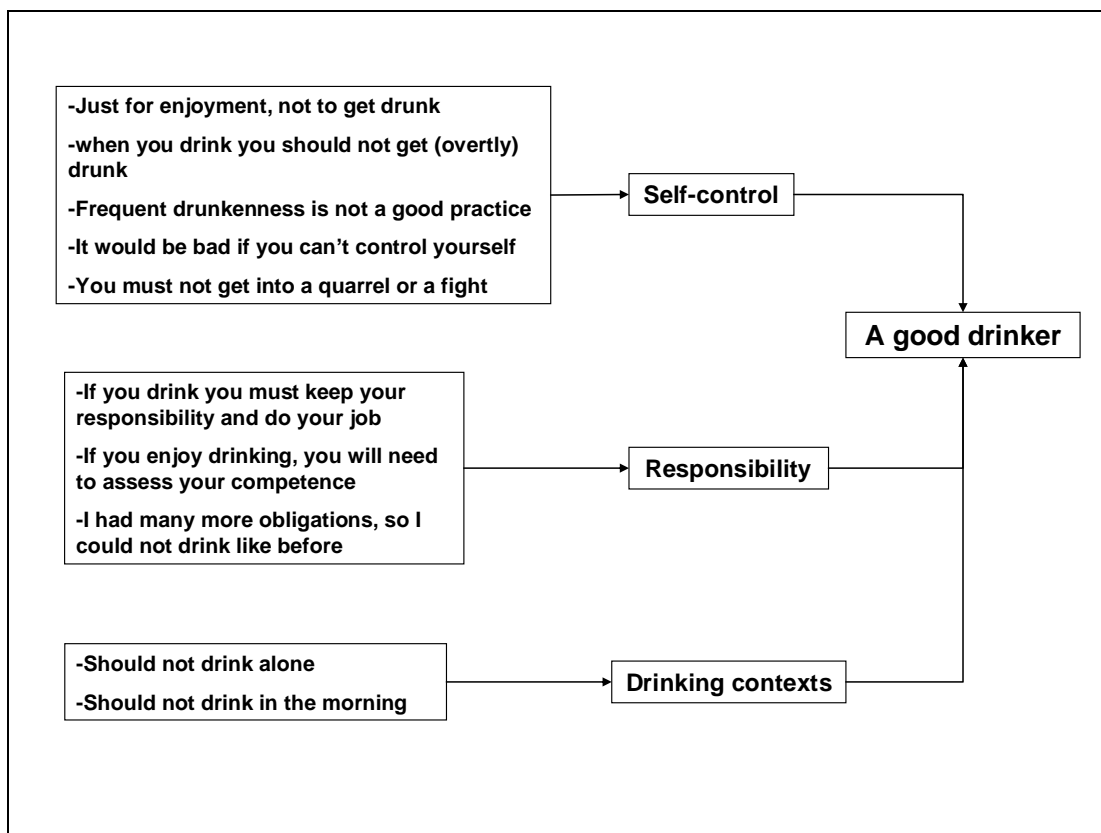 -Just for enjoyment, not to get drunk
-when you drink you should not get (overtly)
drunk
-Frequent drunkenness is not a good practice
-It would be bad if you can't control yourself
-You must not get into a quarrel or a fight
Self-control
A good drinker
-If you drink you must keep your
responsibility and do your job
-If you enjoy drinking, you will need
to assess your competence
-I had many more obligations, so I
could not drink like before
Responsibility
-Should not drink alone
-Should not drink in the morning
Drinking contexts